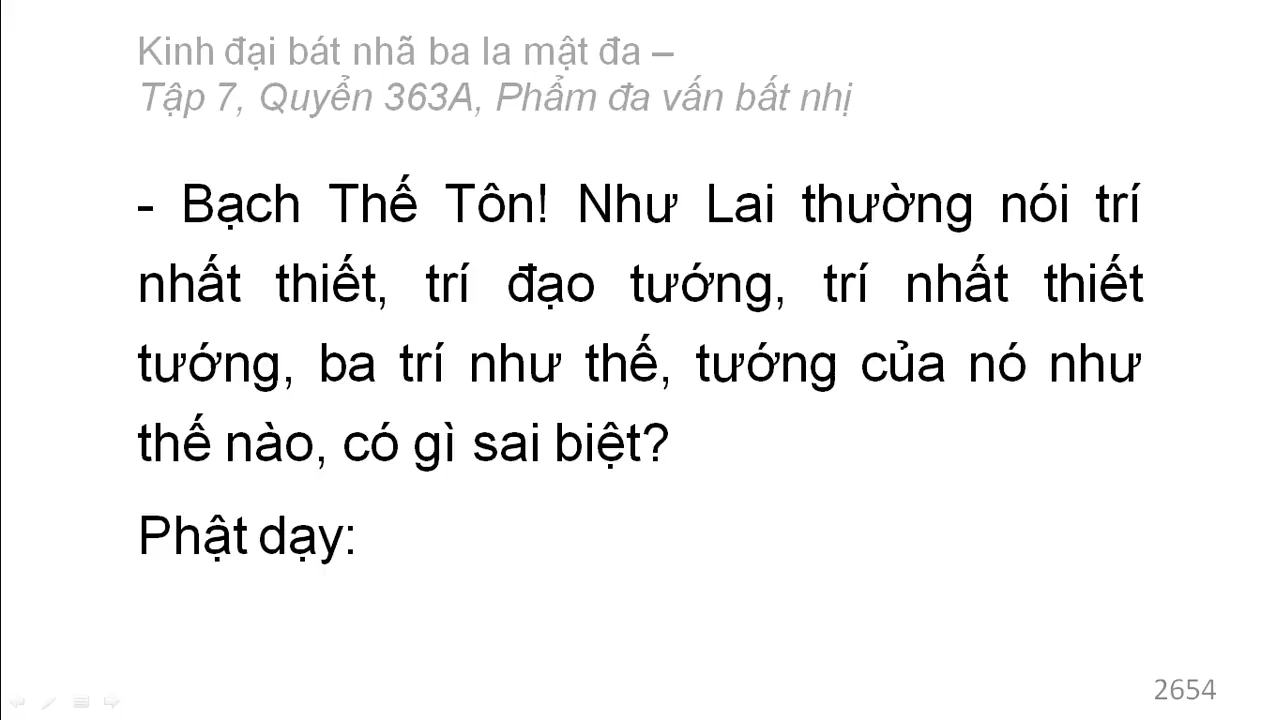 Kinh đại bát nhã ba la mật đa –
Tập 7, Quyển 363A, Phẩm đa vấn bất nhị
- Bạch Thế Tôn! Như Lai thường nói trí
nhất thiết, trí đạo tướng, trí nhất thiết
tướng, ba trí như thế, tướng của nó như
thế nào, có gì sai biệt?
Phật dạy:
2654